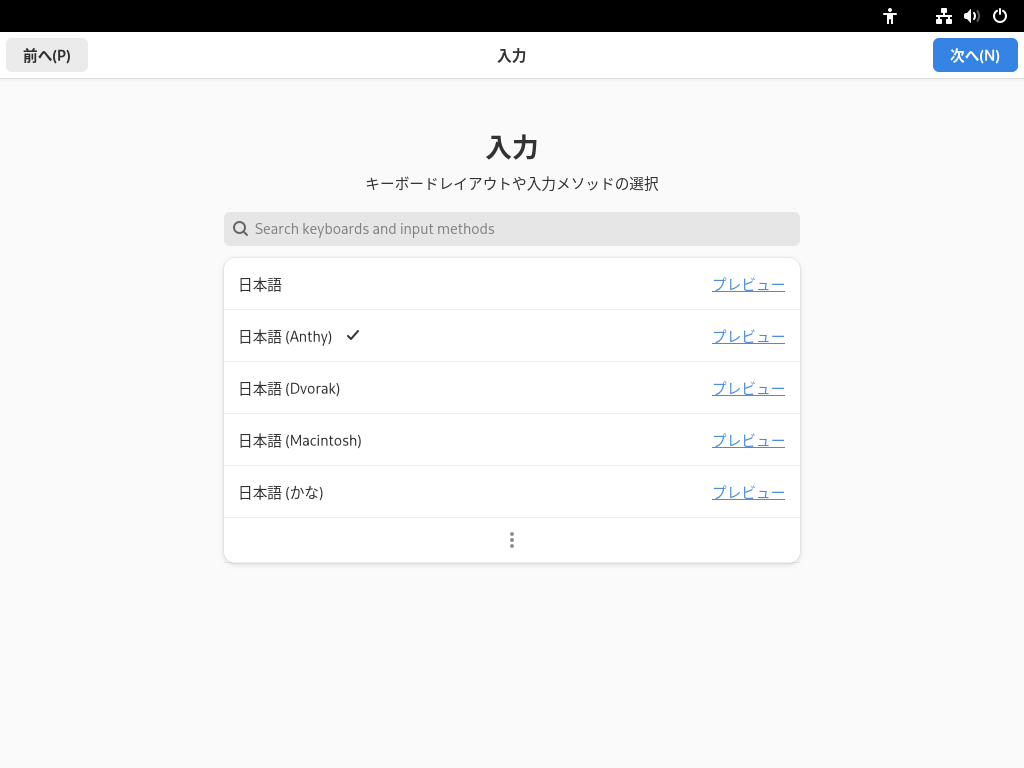 前へ(P)
入力
次へ(N)
入力
キーボードレイアウトや入力メソッドの選択
Search keyboards and input methods
日本語 プレビュー
日本語 (Anthy) プレビュー
日本語 (Dvorak) プレビュー
日本語 (Macintosh) プレビュー
日本語 (かな) プレビュー